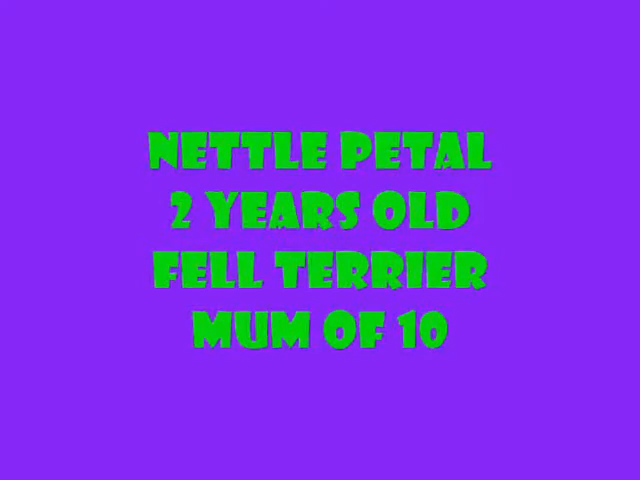 NETTLE PETAL
2 YEARS OLD
FELL TERRIER
MUM OF 10